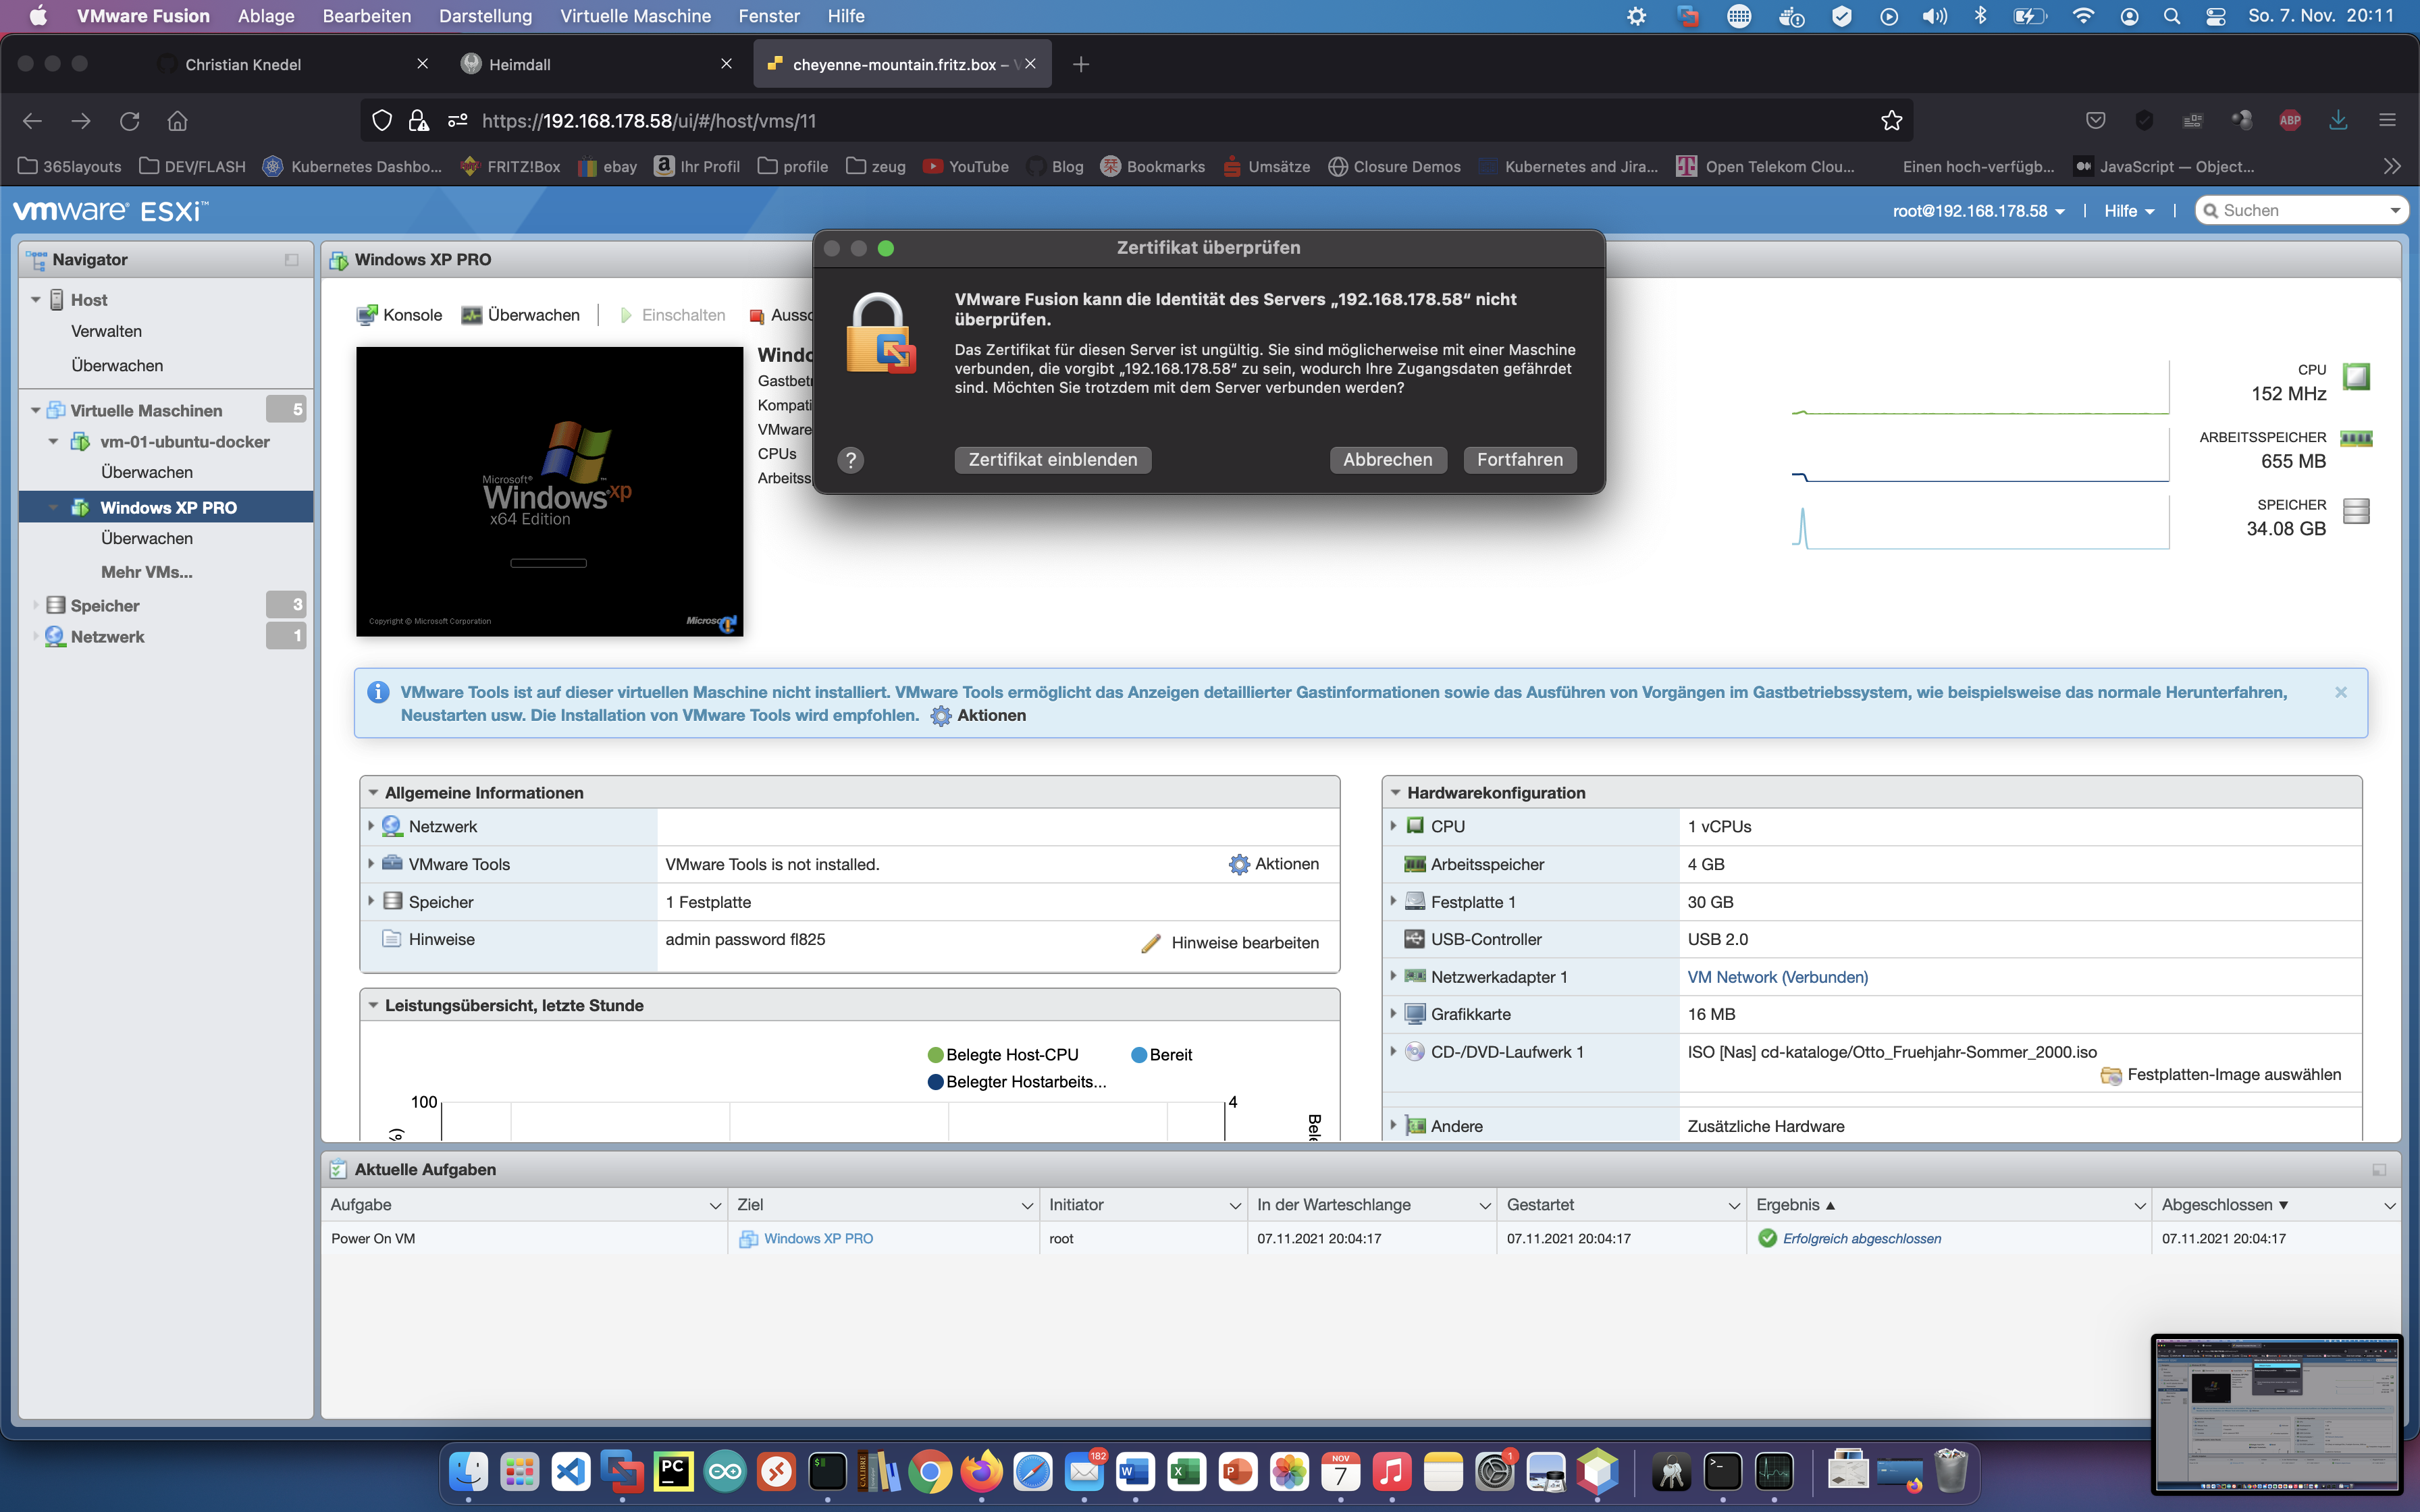 VMware Fusion Ablage Bearbeiten Darstellung Virtuelle Maschine Fenster Hilfe So. 7. Nov. 20:11
Christian Knedel Heimdall cheyenne-mountain.fritz.box –
https://192.168.178.58/ui/#/host/vms/11 ABP
365layouts DEV/FLASH Kubernetes Dashbo... FRITZ!Box ebay Ihr Profil profile zeug YouTube Blog Bookmarks Umsätze Closure Demos Kubernetes and Jira... Open Telekom Clou... Einen hoch-verfügb... JavaScript — Object...
vmware ESXi™ root@192.168.178.58 | Hilfe | Suchen
Navigator
Host
Verwalten
Überwachen
Virtuelle Maschinen 5
vm-01-ubuntu-docker
Überwachen
Windows XP PRO
Überwachen
Mehr VMs...
Speicher 3
Netzwerk 1
Windows XP PRO
Konsole Überwachen Einschalten Aussc
Microsoft®
Windows xp
x64 Edition
Copyright © Microsoft Corporation
Microso
Windo
Gastbetr
Kompati
VMware
CPUs
Arbeitss
Zertifikat überprüfen
VMware Fusion kann die Identität des Servers „192.168.178.58“ nicht
überprüfen.
Das Zertifikat für diesen Server ist ungültig. Sie sind möglicherweise mit einer Maschine
verbunden, die vorgibt „192.168.178.58“ zu sein, wodurch Ihre Zugangsdaten gefährdet
sind. Möchten Sie trotzdem mit dem Server verbunden werden?
? Zertifikat einblenden Abbrechen Fortfahren
CPU
152 MHz
ARBEITSSPEICHER
655 MB
SPEICHER
34.08 GB
VMware Tools ist auf dieser virtuellen Maschine nicht installiert. VMware Tools ermöglicht das Anzeigen detaillierter Gastinformationen sowie das Ausführen von Vorgängen im Gastbetriebssystem, wie beispielsweise das normale Herunterfahren,
Neustarten usw. Die Installation von VMware Tools wird empfohlen. Aktionen
Allgemeine Informationen
Netzwerk
VMware Tools VMware Tools is not installed. Aktionen
Speicher 1 Festplatte
Hinweise admin password fl825 Hinweise bearbeiten
Leistungsübersicht, letzte Stunde
Belegte Host-CPU Bereit
Belegter Hostarbeits...
100 4
Hardwarekonfiguration
CPU 1 vCPUs
Arbeitsspeicher 4 GB
Festplatte 1 30 GB
USB-Controller USB 2.0
Netzwerkadapter 1 VM Network (Verbunden)
Grafikkarte 16 MB
CD-/DVD-Laufwerk 1 ISO [Nas] cd-kataloge/Otto_Fruehjahr-Sommer_2000.iso
Festplatten-Image auswählen
Andere Zusätzliche Hardware
Aktuelle Aufgaben
Aufgabe Ziel Initiator In der Warteschlange Gestartet Ergebnis ▲ Abgeschlossen ▼
Power On VM Windows XP PRO root 07.11.2021 20:04:17 07.11.2021 20:04:17 Erfolgreich abgeschlossen 07.11.2021 20:04:17
PC CALIBRE 182 W X P NOV 7 1